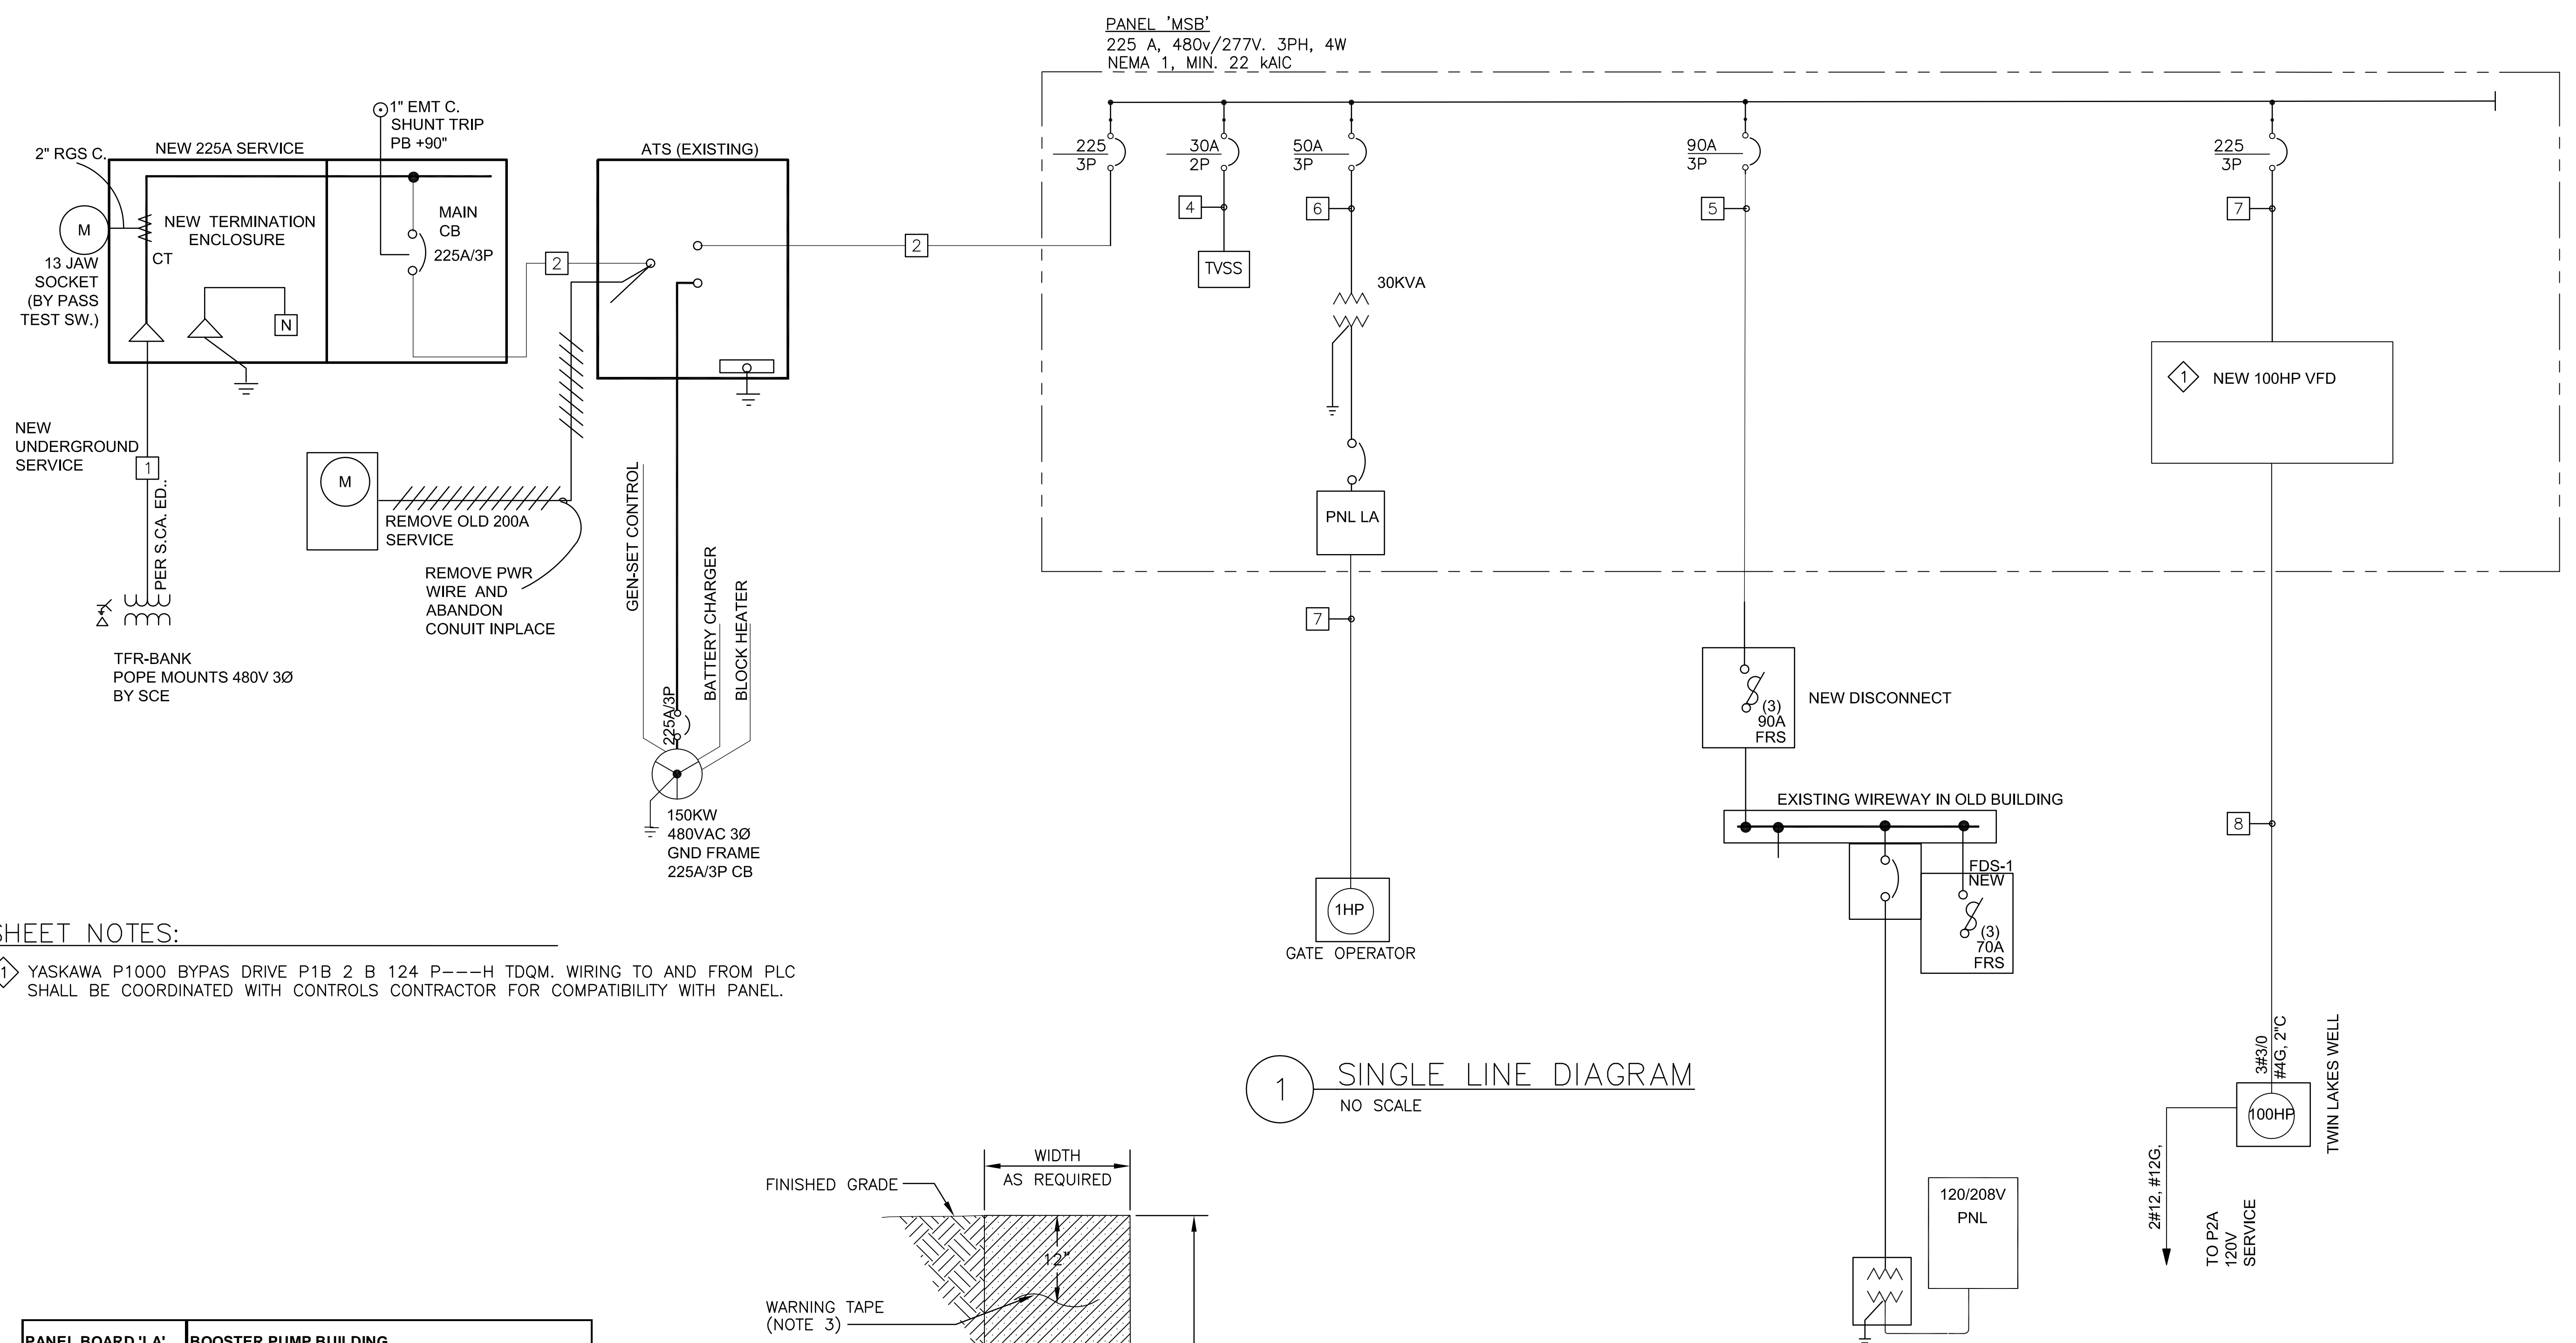 PANEL 'MSB'
225 A, 480v/277V. 3PH, 4W
NEMA 1, MIN. 22 kAIC
1" EMT C.
SHUNT TRIP
PB +90"
2" RGS C.
NEW 225A SERVICE
ATS (EXISTING)
M
13 JAW
SOCKET
(BY PASS
TEST SW.)
CT
NEW TERMINATION
ENCLOSURE
N
MAIN
CB
225A/3P
2
2
225
3P
30A
2P
50A
3P
90A
3P
225
3P
4
6
5
7
TVSS
30KVA
PNL LA
1
NEW 100HP VFD
NEW
UNDERGROUND
SERVICE
1
PER S.CA. ED..
TFR-BANK
POPE MOUNTS 480V 3Ø
BY SCE
M
REMOVE OLD 200A
SERVICE
REMOVE PWR
WIRE AND
ABANDON
CONUIT INPLACE
GEN-SET CONTROL
BATTERY CHARGER
BLOCK HEATER
225A/3P
150KW
480VAC 3Ø
GND FRAME
225A/3P CB
7
1HP
GATE OPERATOR
(3)
90A
FRS
NEW DISCONNECT
EXISTING WIREWAY IN OLD BUILDING
FDS-1
NEW
(3)
70A
FRS
8
3#3/0
#4G, 2"C
TWIN LAKES WELL
100HP
2#12, #12G,
TO P2A
120V
SERVICE
120/208V
PNL
SHEET NOTES:
1 YASKAWA P1000 BYPAS DRIVE P1B 2 B 124 P---H TDQM. WIRING TO AND FROM PLC
SHALL BE COORDINATED WITH CONTROLS CONTRACTOR FOR COMPATIBILITY WITH PANEL.
1
SINGLE LINE DIAGRAM
NO SCALE
WIDTH
AS REQUIRED
FINISHED GRADE
12"
WARNING TAPE
(NOTE 3)
PANEL BOARD 'LA' BOOSTER PUMP BUILDING